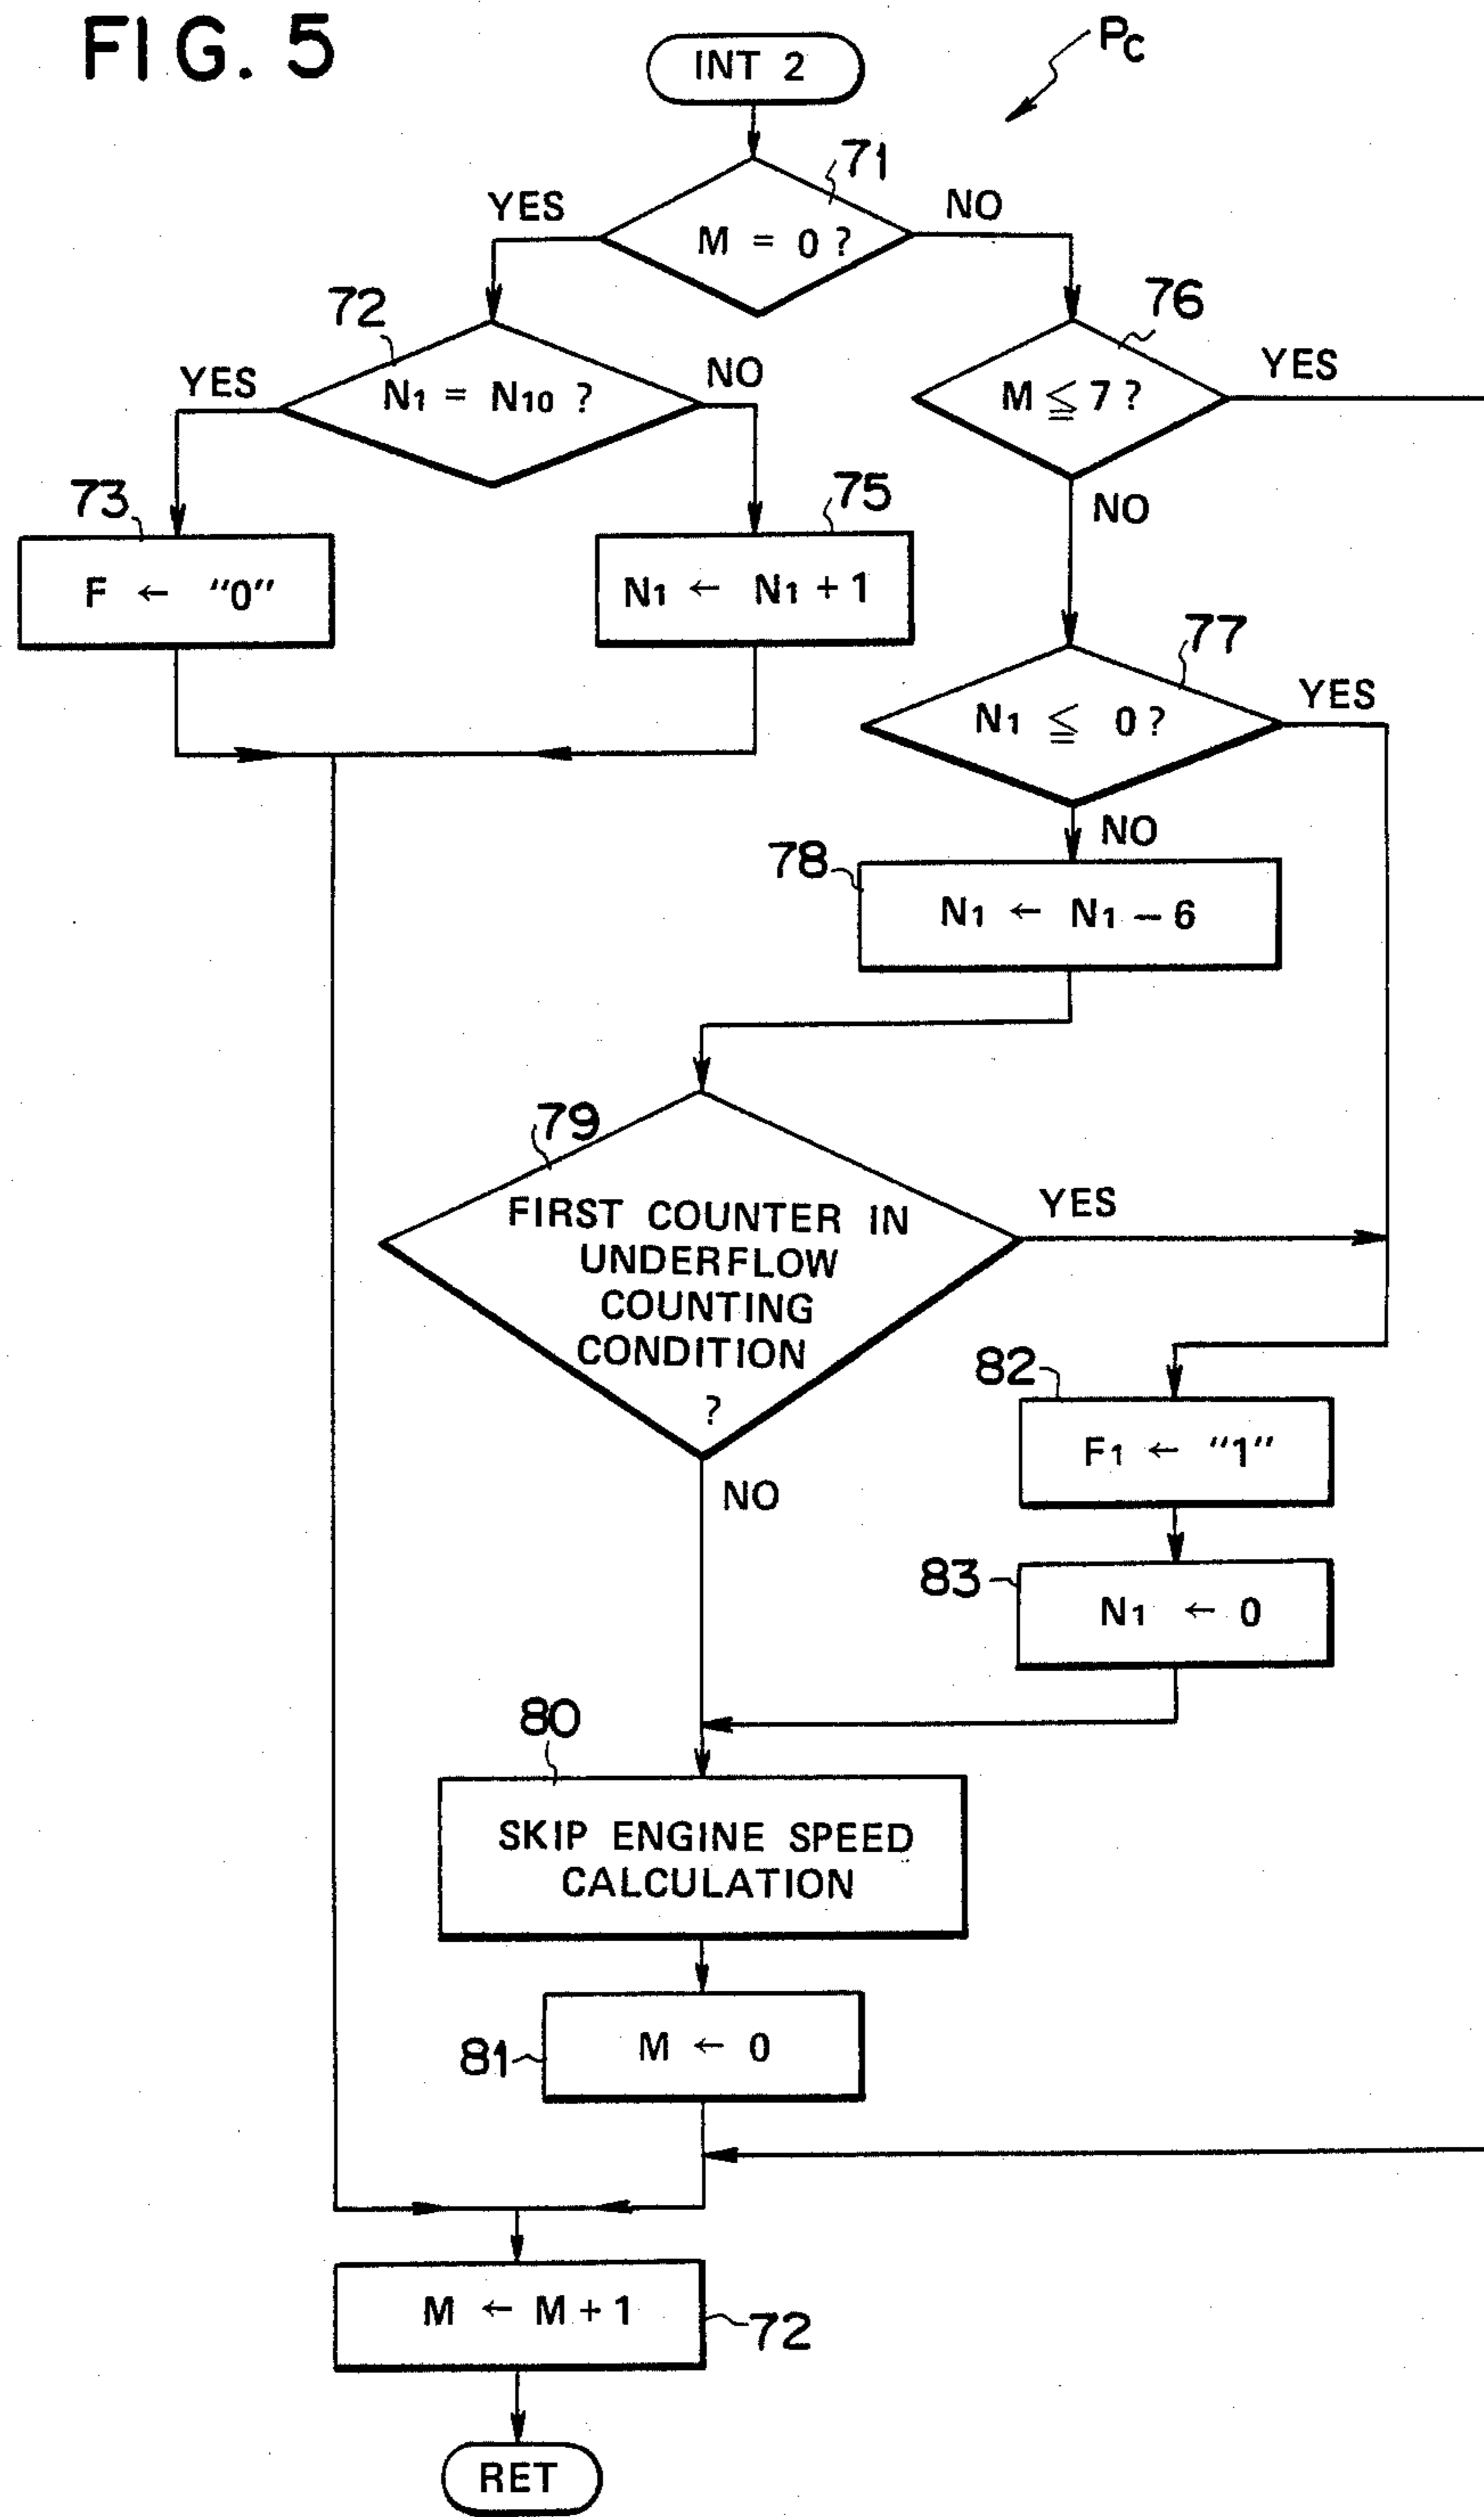 FIG. 5
Pc
INT 2
71
YES
NO
M = 0 ?
72
76
YES
N1 = N10 ?
NO
M ≦ 7 ?
YES
73
75
NO
F ← "0"
N1 ← N1 + 1
77
N1 ≦ 0 ?
YES
NO
78
N1 ← N1 – 6
79
FIRST COUNTER IN
UNDERFLOW
COUNTING
CONDITION
?
YES
82
F1 ← "1"
NO
83
N1 ← 0
80
SKIP ENGINE SPEED
CALCULATION
81
M ← 0
M ← M + 1
72
RET